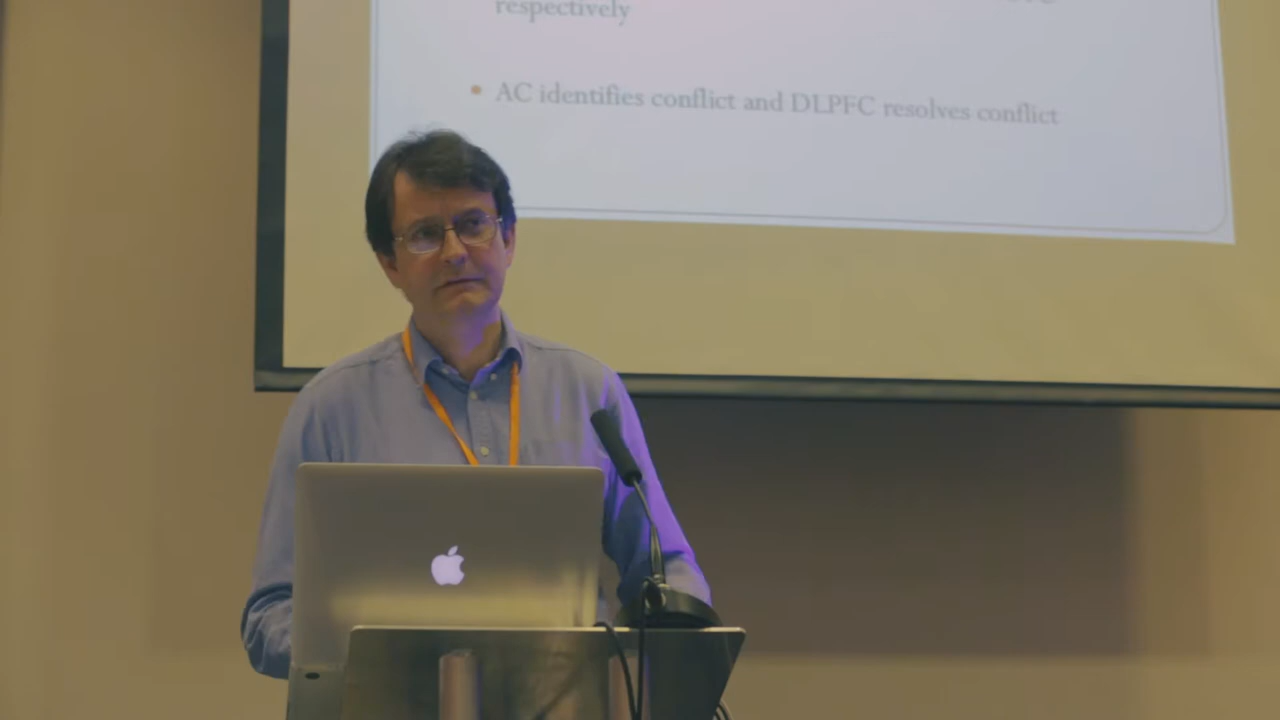 respectively
• AC identifies conflict and DLPFC resolves conflict